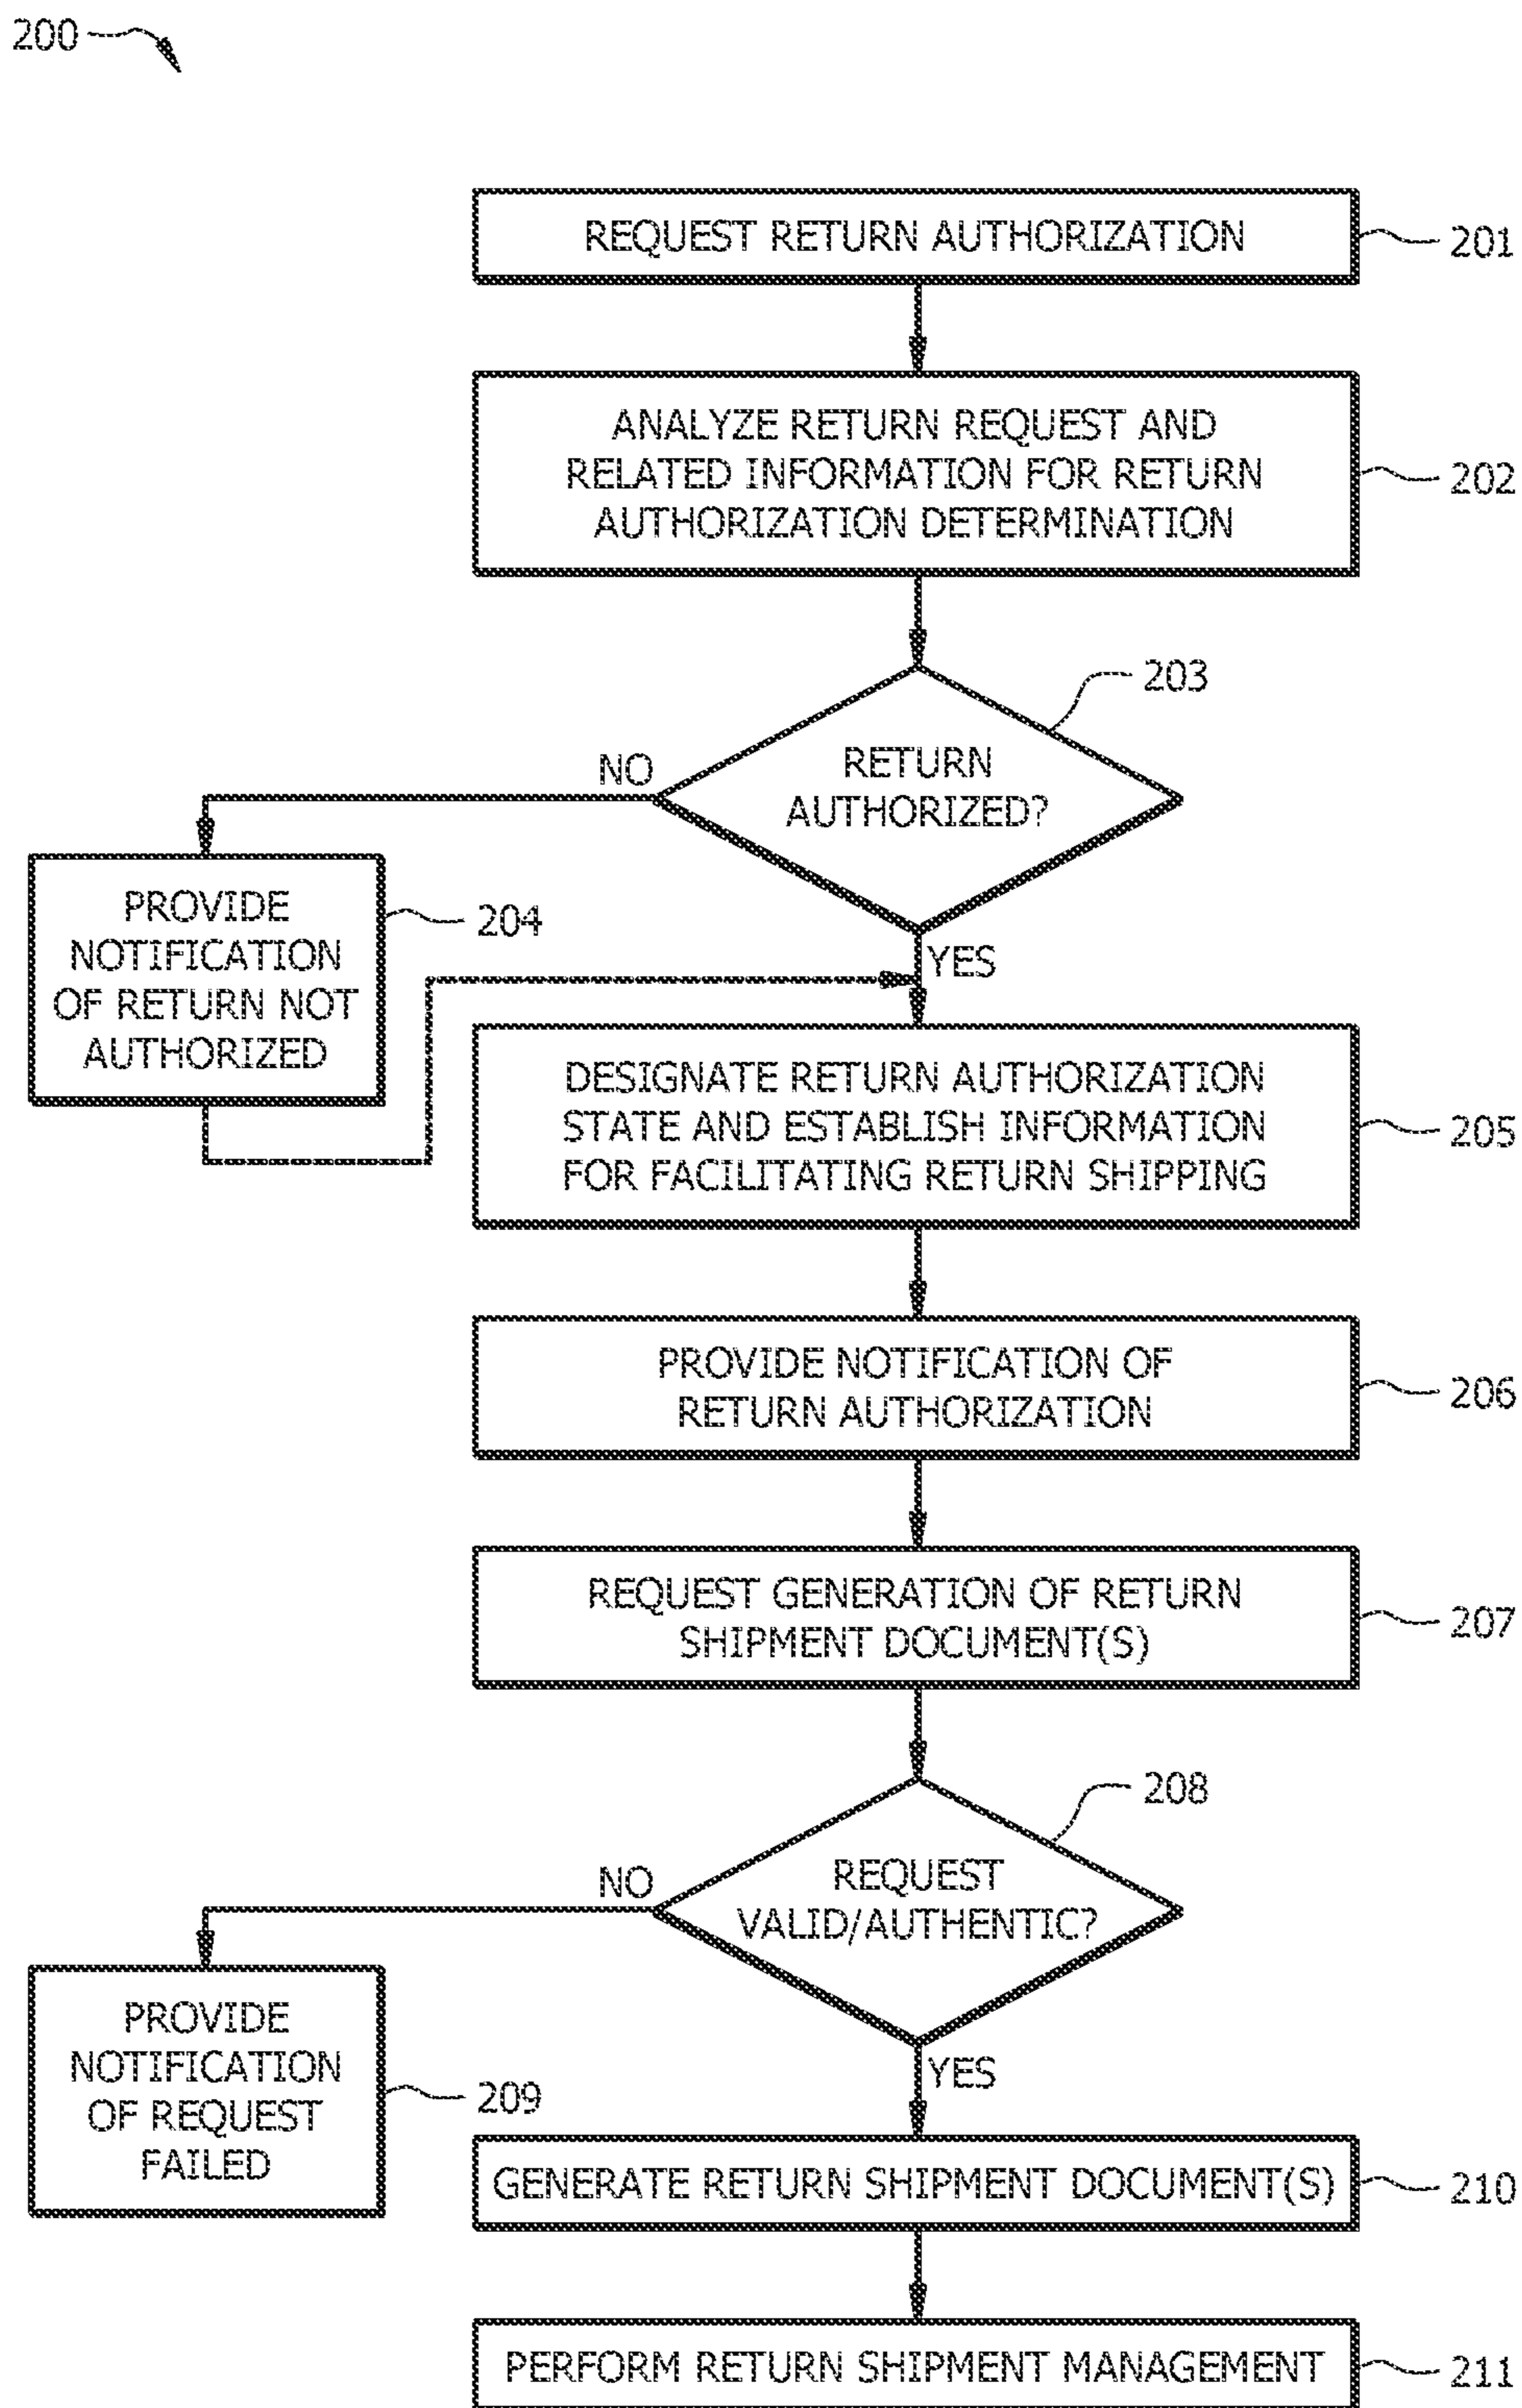 200
REQUEST RETURN AUTHORIZATION
201
ANALYZE RETURN REQUEST AND
RELATED INFORMATION FOR RETURN
AUTHORIZATION DETERMINATION
202
203
RETURN
AUTHORIZED?
NO
YES
PROVIDE
NOTIFICATION
OF RETURN NOT
AUTHORIZED
204
DESIGNATE RETURN AUTHORIZATION
STATE AND ESTABLISH INFORMATION
FOR FACILITATING RETURN SHIPPING
205
PROVIDE NOTIFICATION OF
RETURN AUTHORIZATION
206
REQUEST GENERATION OF RETURN
SHIPMENT DOCUMENT(S)
207
208
REQUEST
VALID/AUTHENTIC?
NO
YES
PROVIDE
NOTIFICATION
OF REQUEST
FAILED
209
GENERATE RETURN SHIPMENT DOCUMENT(S)
210
PERFORM RETURN SHIPMENT MANAGEMENT
211